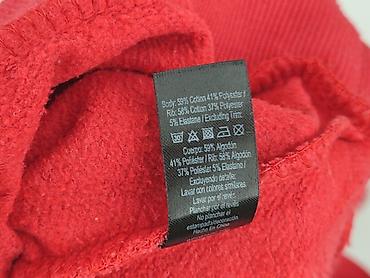 Body: 59% Cotton 41% Polyester /
Rib: 58% Cotton 37% Polyester
5% Elastane / Excluding Trim:
30
Cuerpo: 59% Algodón
41% Poliéster / Rib: 58% Algodón
37% Poliéster 5% Elastano /
Excluyendo detalles
Lavar con colores similares.
Lavar por el revés.
Planchar por el revés
No planchar el
estampado/decoración.
Hecho En China